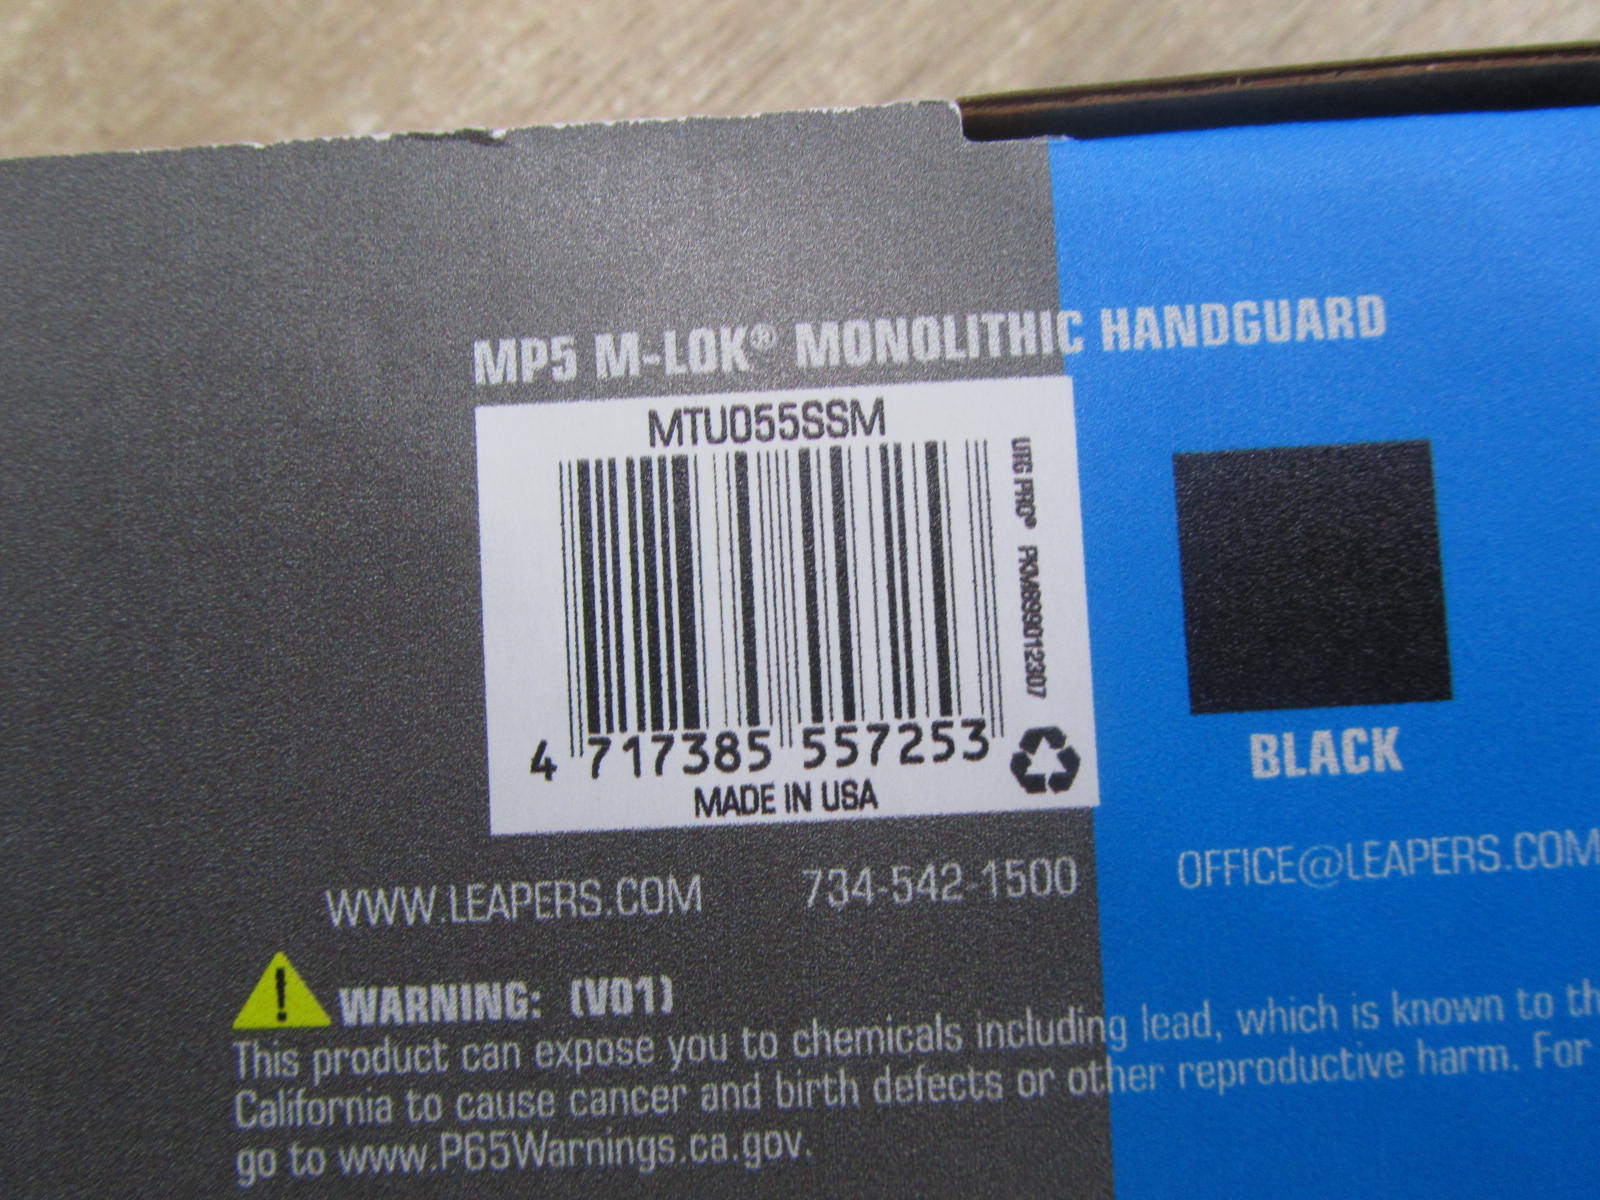 MP5 M-LOK® MONOLITHIC HANDGUARD
MTU055SSM
UTG PRO® PKM899012307
4 717385 557253
MADE IN USA
BLACK
WWW.LEAPERS.COM 734-542-1500 OFFICE@LEAPERS.COM
WARNING: (V01)
This product can expose you to chemicals including lead, which is known to th
California to cause cancer and birth defects or other reproductive harm. For
go to www.P65Warnings.ca.gov.